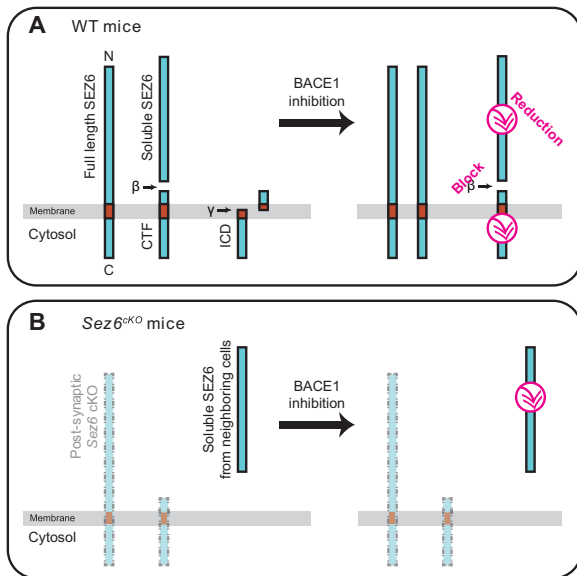 A WT mice
N
Full length SEZ6
Soluble SEZ6
BACE1
inhibition
Reduction
Block
β
β
γ
Membrane
Cytosol
CTF
ICD
C
B Sez6cKO mice
Post-synaptic
Sez6 cKO
Soluble SEZ6
from neighboring cells
BACE1
inhibition
Membrane
Cytosol